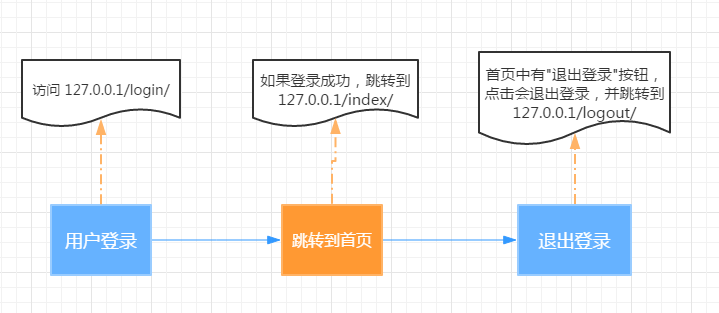 访问 127.0.0.1/login/
如果登录成功，跳转到
127.0.0.1/index/
首页中有"退出登录"按钮，
点击会退出登录，并跳转到
127.0.0.1/logout/
用户登录
跳转到首页
退出登录